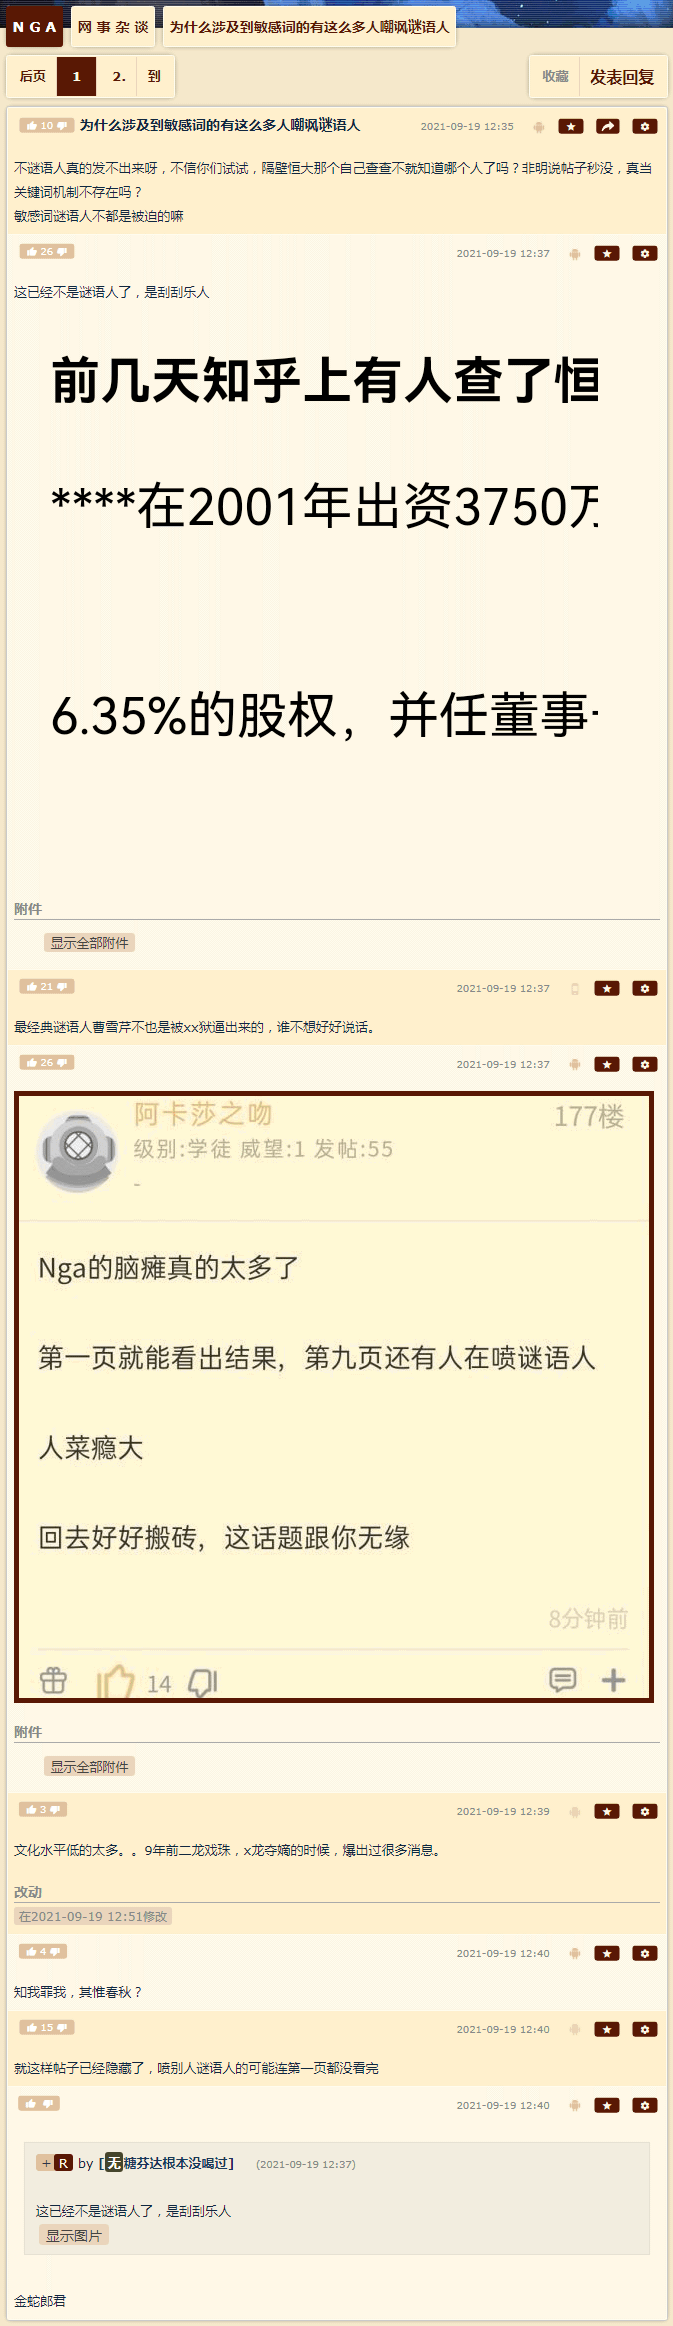 NGA 网事杂谈 为什么涉及到敏感词的有这么多人嘲讽谜语人
后页 1 2. 到 收藏 发表回复
10 为什么涉及到敏感词的有这么多人嘲讽谜语人 2021-09-19 12:35
不谜语人真的发不出来呀，不信你们试试，隔壁恒大那个自己查查不就知道哪个人了吗？非明说帖子秒没，真当
关键词机制不存在吗？
敏感词谜语人不都是被迫的嘛
26 2021-09-19 12:37
这已经不是谜语人了，是刮刮乐人
前几天知乎上有人查了恒
****在2001年出资3750万
6.35%的股权，并任董事
附件
显示全部附件
21 2021-09-19 12:37
最经典谜语人曹雪芹不也是被xx狱逼出来的，谁不想好好说话。
26 2021-09-19 12:37
阿卡莎之吻 177楼
级别:学徒 威望:1 发帖:55
-
Nga的脑瘫真的太多了
第一页就能看出结果，第九页还有人在喷谜语人
人菜瘾大
回去好好搬砖，这话题跟你无缘
8分钟前
14
附件
显示全部附件
3 2021-09-19 12:39
文化水平低的太多。。9年前二龙戏珠，x龙夺嫡的时候，爆出过很多消息。
改动
在2021-09-19 12:51修改
4 2021-09-19 12:40
知我罪我，其惟春秋？
15 2021-09-19 12:40
就这样帖子已经隐藏了，喷别人谜语人的可能连第一页都没看完
2021-09-19 12:40
+ R by [无糖芬达根本没喝过] (2021-09-19 12:37)
这已经不是谜语人了，是刮刮乐人
显示图片
金蛇郎君